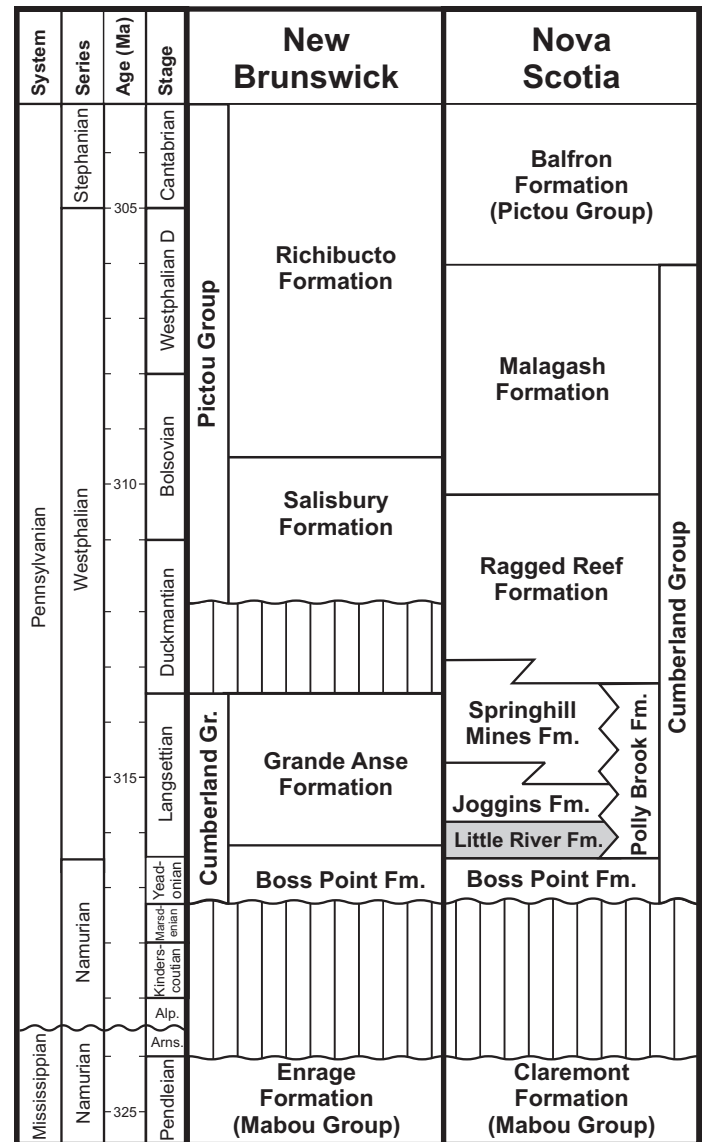 System
Series
Age (Ma)
Stage
New
Brunswick
Nova
Scotia
Pennsylvanian
Mississippian
Stephanian
Westphalian
Namurian
Namurian
305
310
315
325
Cantabrian
Westphalian D
Bolsovian
Duckmantian
Langsettian
Yead-
onian
Marsd-
enian
Kinders-
coutian
Alp.
Arns.
Pendleian
Pictou Group
Richibucto
Formation
Salisbury
Formation
Cumberland Gr.
Grande Anse
Formation
Boss Point Fm.
Enrage
Formation
(Mabou Group)
Balfron
Formation
(Pictou Group)
Malagash
Formation
Ragged Reef
Formation
Springhill
Mines Fm.
Joggins Fm.
Little River Fm.
Polly Brook Fm.
Boss Point Fm.
Cumberland Group
Claremont
Formation
(Mabou Group)